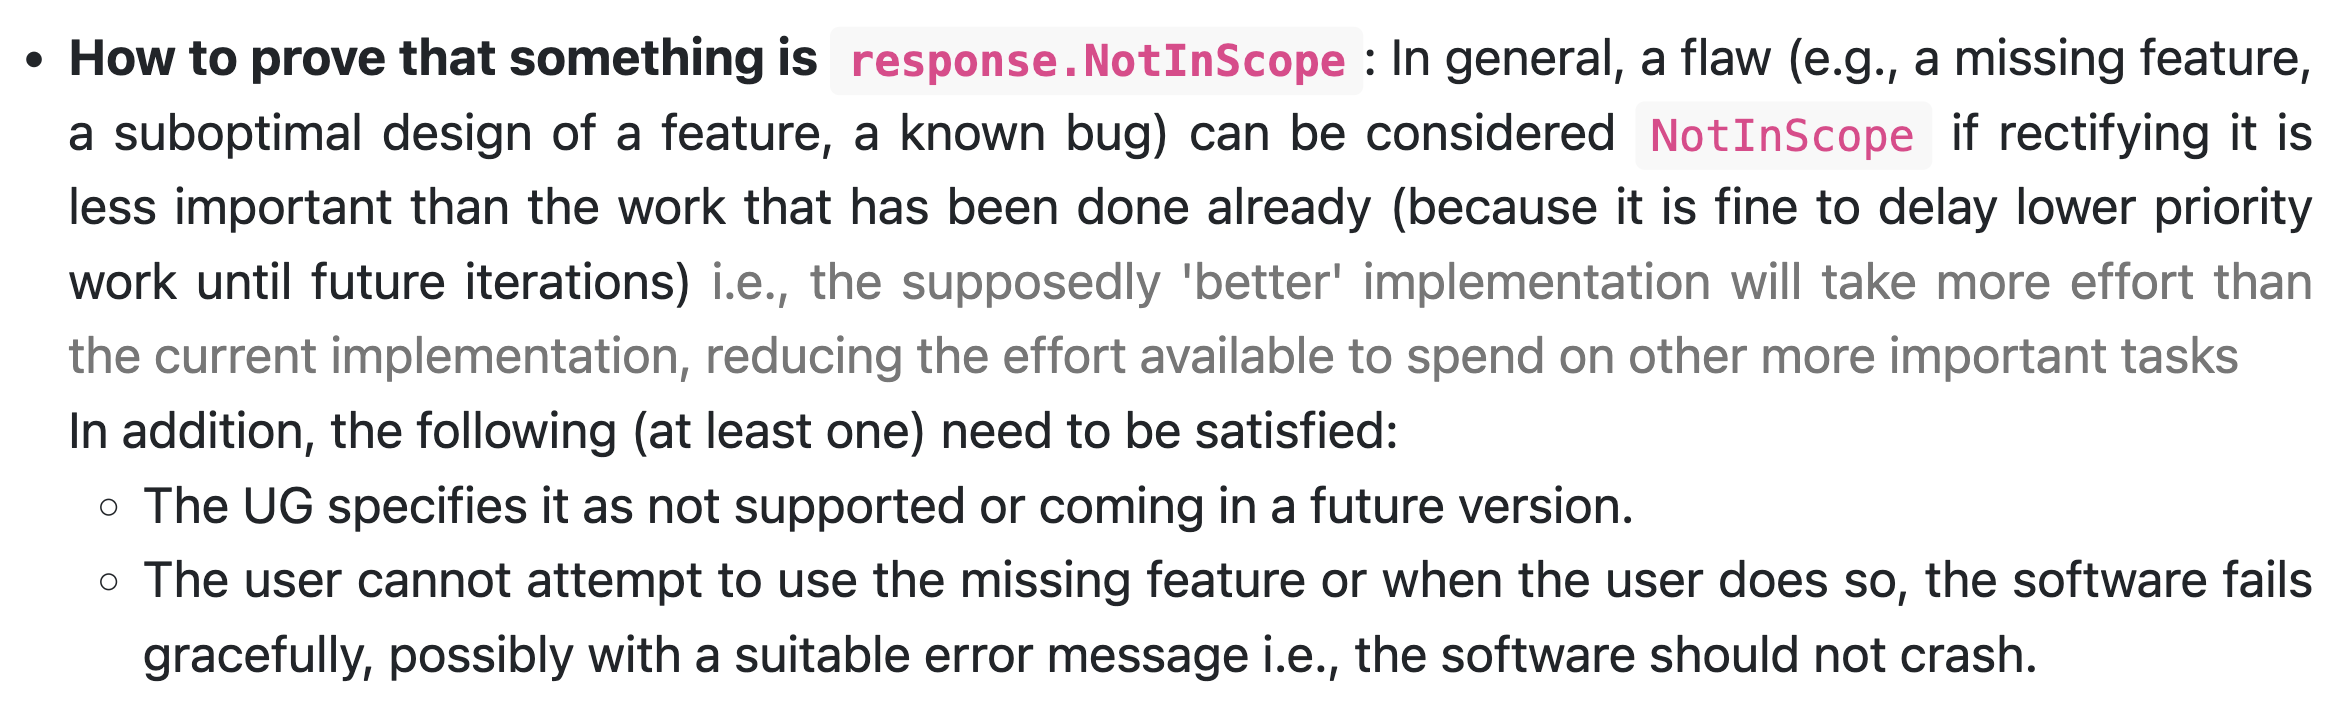 • How to prove that something is response.NotInScope: In general, a flaw (e.g., a missing feature,
a suboptimal design of a feature, a known bug) can be considered NotInScope if rectifying it is
less important than the work that has been done already (because it is fine to delay lower priority
work until future iterations) i.e., the supposedly 'better' implementation will take more effort than
the current implementation, reducing the effort available to spend on other more important tasks
In addition, the following (at least one) need to be satisfied:
◦ The UG specifies it as not supported or coming in a future version.
◦ The user cannot attempt to use the missing feature or when the user does so, the software fails
gracefully, possibly with a suitable error message i.e., the software should not crash.